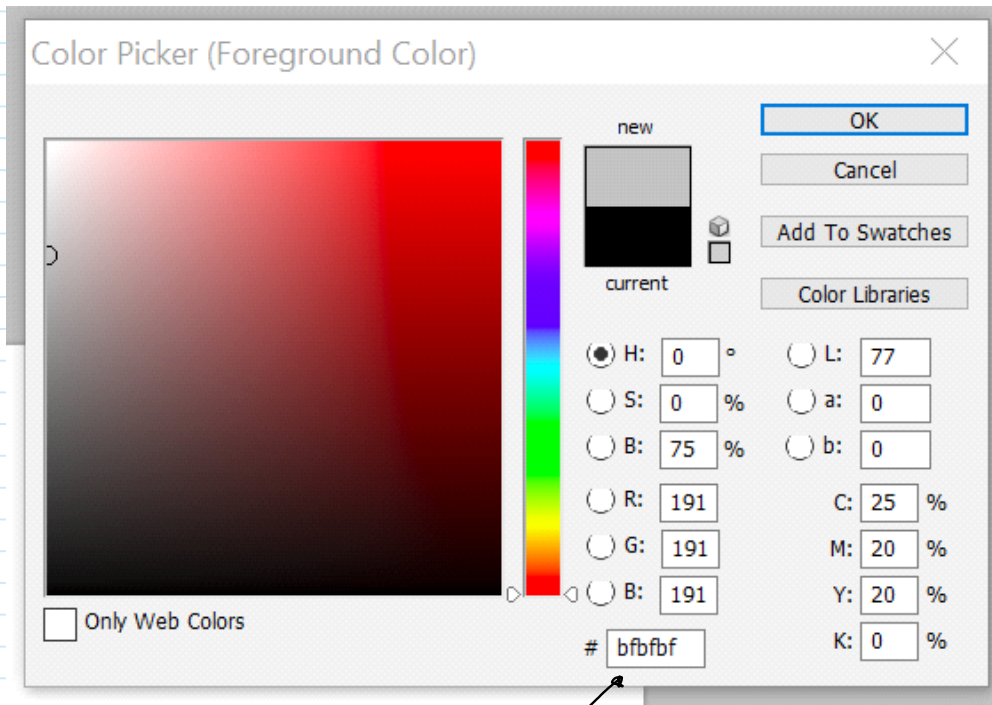 Color Picker (Foreground Color)
new
OK
Cancel
Add To Swatches
current
Color Libraries
H: 0 ° L: 77
S: 0 % a: 0
B: 75 % b: 0
R: 191 C: 25 %
G: 191 M: 20 %
B: 191 Y: 20 %
Only Web Colors
# bfbfbf K: 0 %